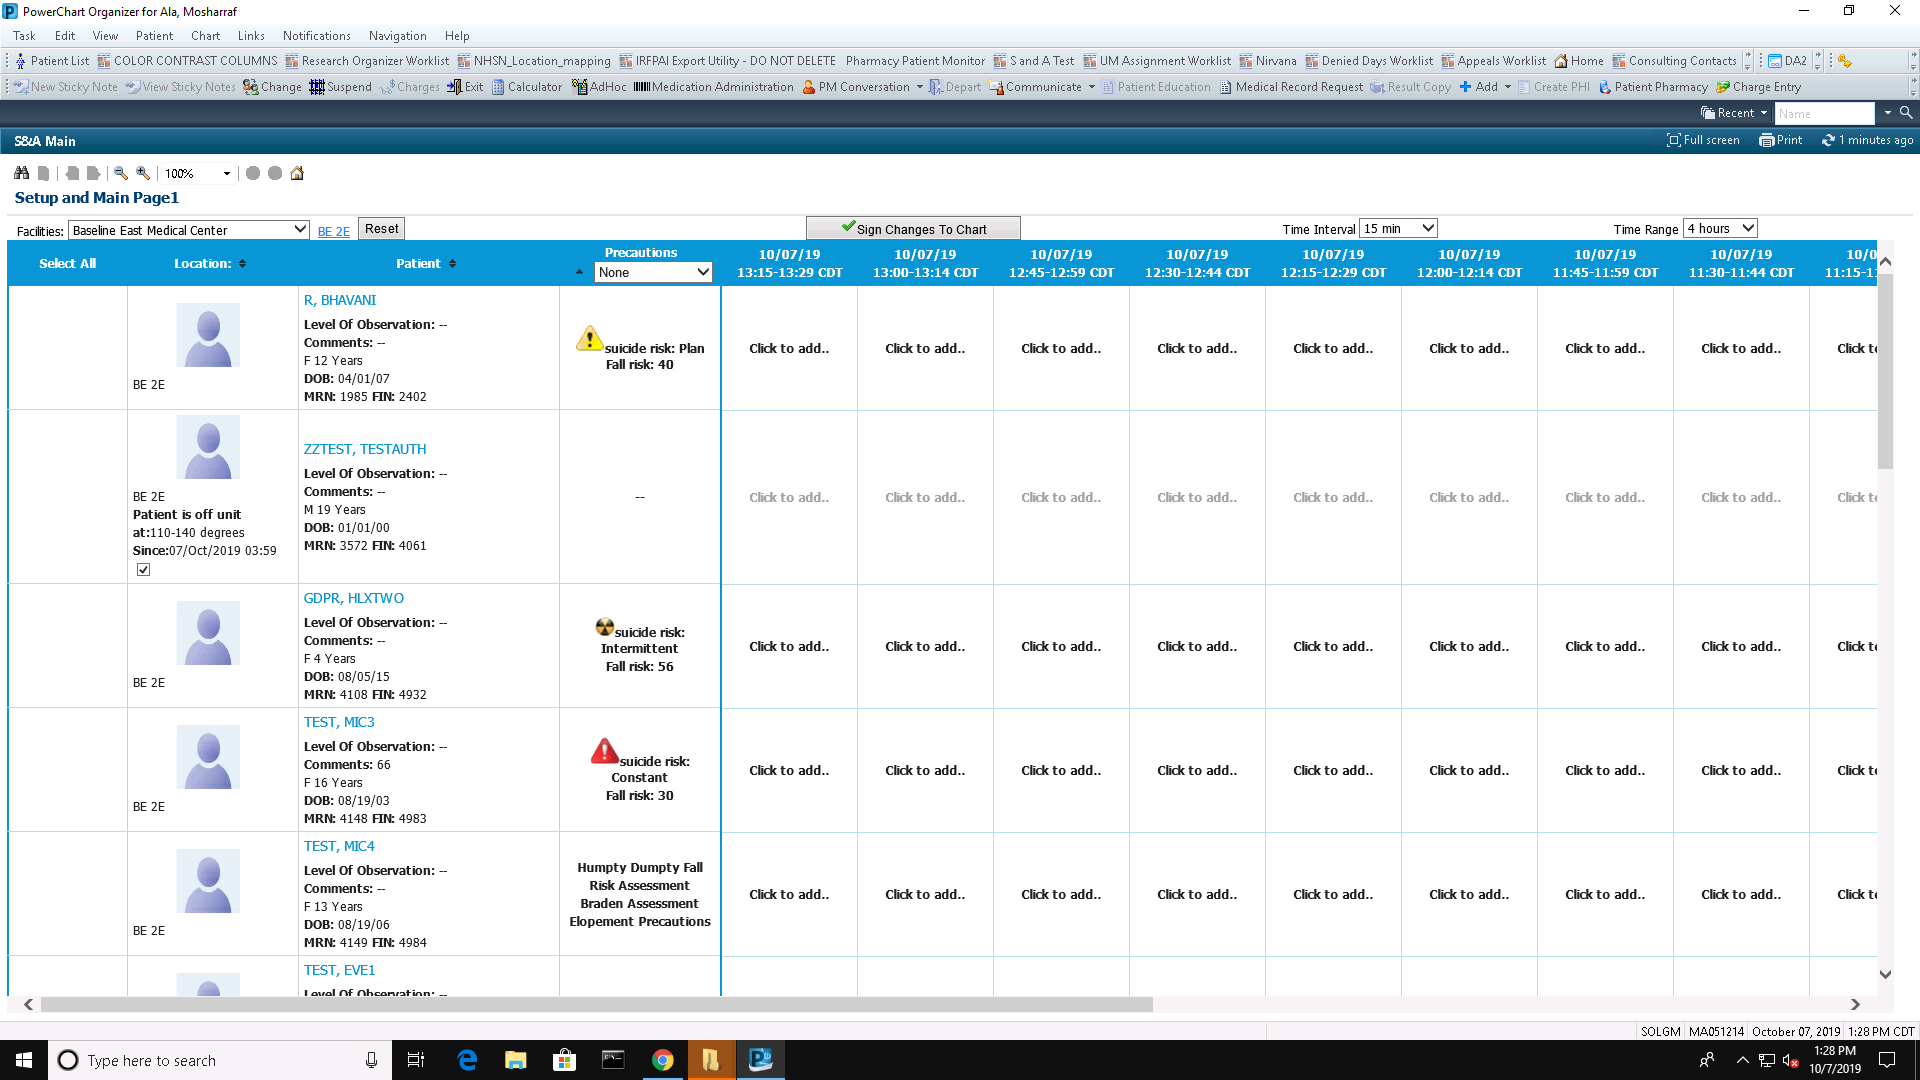 PowerChart Organizer for Ala, Mosharraf
Task Edit View Patient Chart Links Notifications Navigation Help
Patient List COLOR CONTRAST COLUMNS Research Organizer Worklist NHSN_Location_mapping IRFPAI Export Utility - DO NOT DELETE Pharmacy Patient Monitor S and A Test UM Assignment Worklist Nirvana Denied Days Worklist Appeals Worklist Home Consulting Contacts DA2
New Sticky Note View Sticky Notes Change Suspend Charges Exit Calculator AdHoc Medication Administration PM Conversation Depart Communicate Patient Education Medical Record Request Result Copy Add Create PHI Patient Pharmacy Charge Entry
Recent Name
S&A Main Full screen Print 1 minutes ago
100%
Setup and Main Page1
Facilities: Baseline East Medical Center BE 2E Reset Sign Changes To Chart Time Interval 15 min Time Range 4 hours
Select All Location: Patient Precautions None
10/07/19 10/07/19 10/07/19 10/07/19 10/07/19 10/07/19 10/07/19 10/07/19 10/0
13:15-13:29 CDT 13:00-13:14 CDT 12:45-12:59 CDT 12:30-12:44 CDT 12:15-12:29 CDT 12:00-12:14 CDT 11:45-11:59 CDT 11:30-11:44 CDT 11:15-1
BE 2E
R, BHAVANI
Level Of Observation: --
Comments: --
F 12 Years
DOB: 04/01/07
MRN: 1985 FIN: 2402
suicide risk: Plan
Fall risk: 40
Click to add.. Click to add.. Click to add.. Click to add.. Click to add.. Click to add.. Click to add.. Click to add.. Click t
BE 2E
Patient is off unit
at:110-140 degrees
Since:07/Oct/2019 03:59
ZZTEST, TESTAUTH
Level Of Observation: --
Comments: --
M 19 Years
DOB: 01/01/00
MRN: 3572 FIN: 4061
--
Click to add.. Click to add.. Click to add.. Click to add.. Click to add.. Click to add.. Click to add.. Click to add.. Click t
BE 2E
GDPR, HLXTWO
Level Of Observation: --
Comments: --
F 4 Years
DOB: 08/05/15
MRN: 4108 FIN: 4932
suicide risk:
Intermittent
Fall risk: 56
Click to add.. Click to add.. Click to add.. Click to add.. Click to add.. Click to add.. Click to add.. Click to add.. Click t
BE 2E
TEST, MIC3
Level Of Observation: --
Comments: 66
F 16 Years
DOB: 08/19/03
MRN: 4148 FIN: 4983
suicide risk:
Constant
Fall risk: 30
Click to add.. Click to add.. Click to add.. Click to add.. Click to add.. Click to add.. Click to add.. Click to add.. Click t
BE 2E
TEST, MIC4
Level Of Observation: --
Comments: --
F 13 Years
DOB: 08/19/06
MRN: 4149 FIN: 4984
Humpty Dumpty Fall
Risk Assessment
Braden Assessment
Elopement Precautions
Click to add.. Click to add.. Click to add.. Click to add.. Click to add.. Click to add.. Click to add.. Click to add.. Click t
TEST, EVE1
Level Of Observation: --
SOLGM MA051214 October 07, 2019 1:28 PM CDT
Type here to search
1:28 PM
10/7/2019